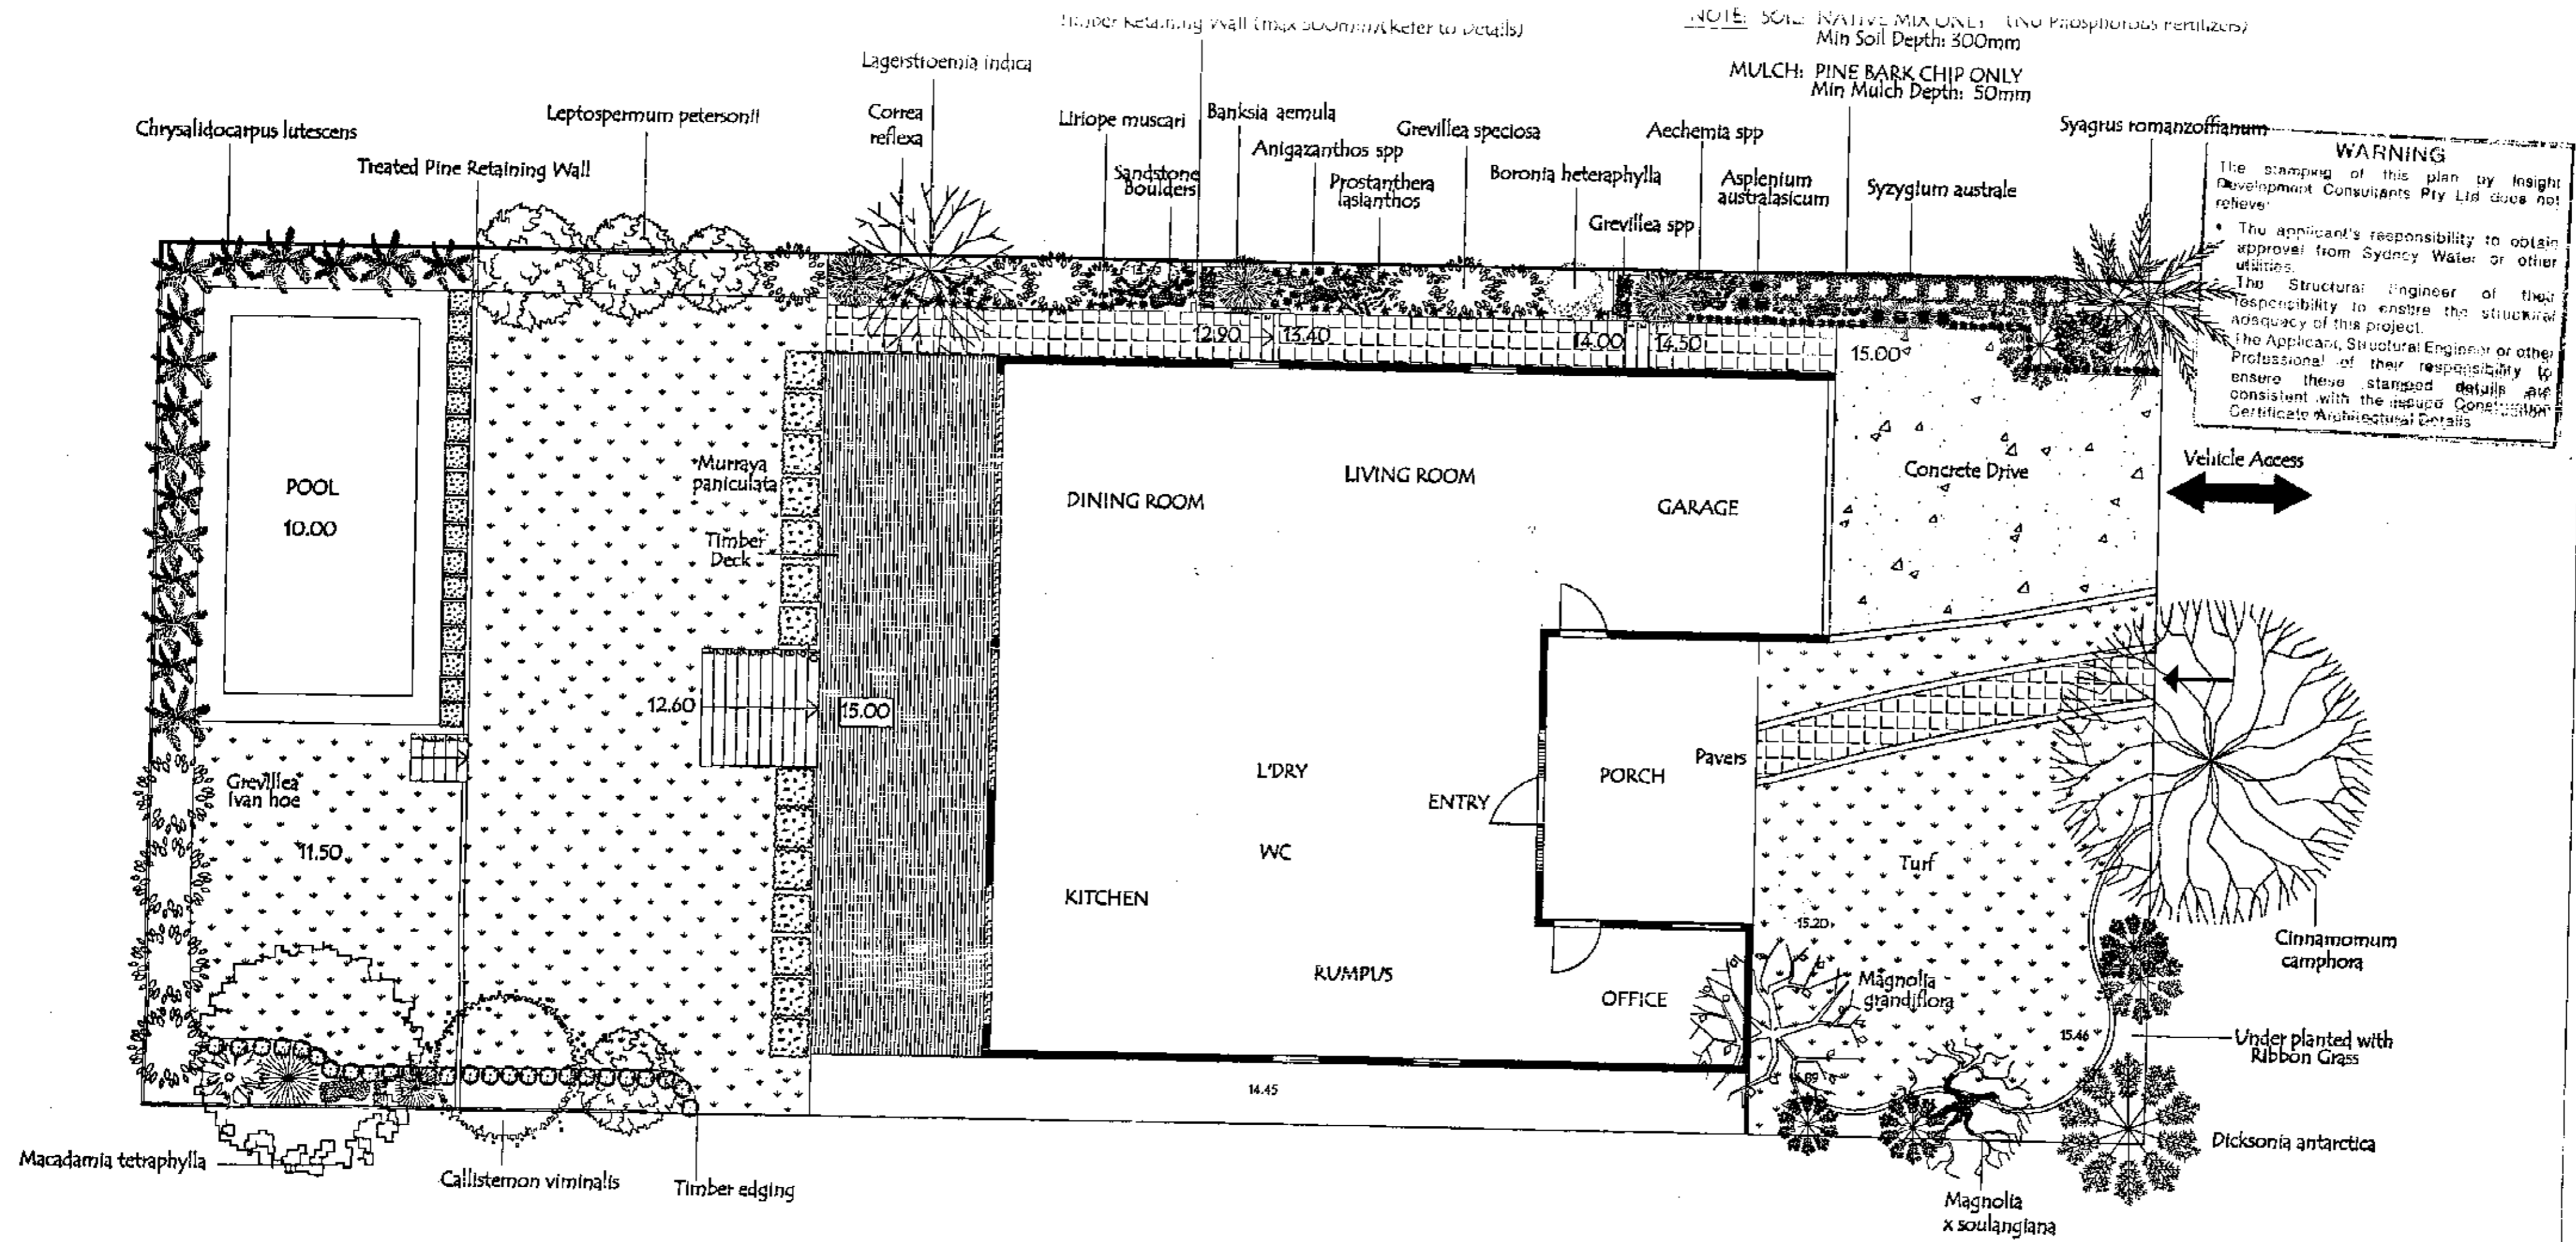 Timber Retaining Wall (max 500mm)(Refer to Details)
NOTE: SOIL: NATIVE MIX ONLY (No Phosphorous Fertilizers)
Min Soil Depth: 300mm
MULCH: PINE BARK CHIP ONLY
Min Mulch Depth: 50mm
Lagerstroemia indica
Chrysalidocarpus lutescens
Treated Pine Retaining Wall
Leptospermum petersonii
Correa
reflexa
Liriope muscari
Sandstone
Boulders
Banksia aemula
Anigazanthos spp
Prostanthera
lasianthos
Grevillea speciosa
Boronia heteraphylla
Grevillea spp
Aechemia spp
Asplenium
australasicum
Syzygium australe
Syagrus romanzoffianum
WARNING
The stamping of this plan by Insight
Development Consultants Pty Ltd does not
relieve:
• The applicant's responsibility to obtain
approval from Sydney Water or other
utilities.
The Structural Engineer of their
responsibility to ensure the structural
adequacy of this project.
The Applicant, Structural Engineer or other
Professional of their responsibility to
ensure these stamped details are
consistent with the issued Construction
Certificate Architectural Details
12.90
13.40
14.00
14.50
15.00
POOL
10.00
Murraya
paniculata
Timber
Deck
12.60
15.00
DINING ROOM
LIVING ROOM
GARAGE
Concrete Drive
Vehicle Access
Grevillea
Ivan hoe
11.50
L'DRY
WC
KITCHEN
ENTRY
PORCH
Pavers
RUMPUS
OFFICE
Turf
15.20
Magnolia
grandiflora
15.46
14.45
Cinnamomum
camphora
Under planted with
Ribbon Grass
Dicksonia antarctica
Macadamia tetraphylla
Callistemon viminalis
Timber edging
Magnolia
x soulangiana